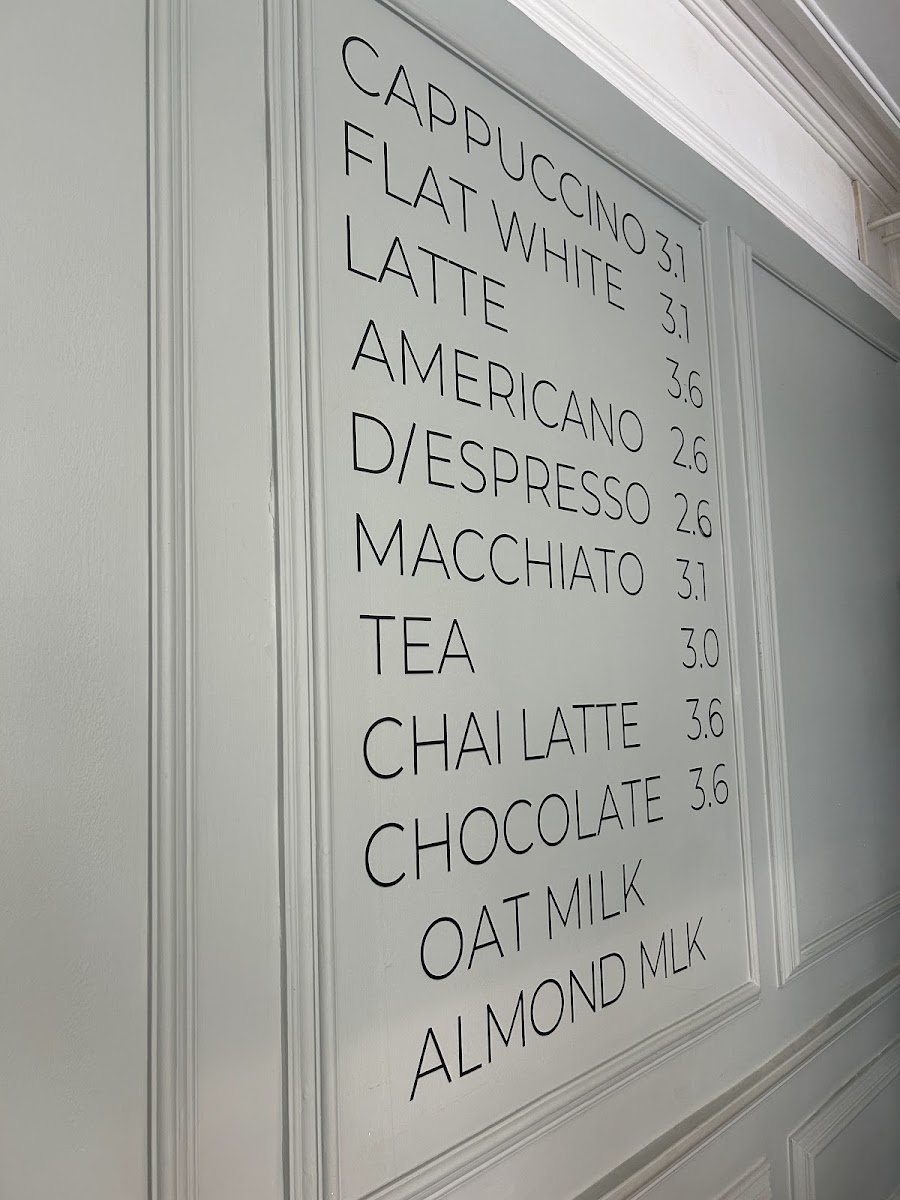 CAPPUCCINO 3.1
FLAT WHITE 3.1
LATTE 3.6
AMERICANO 2.6
D/ESPRESSO 2.6
MACCHIATO 3.1
TEA 3.0
CHAI LATTE 3.6
CHOCOLATE 3.6
OAT MILK
ALMOND MLK